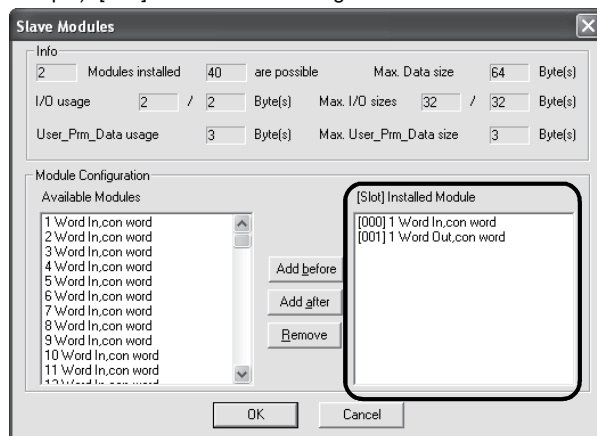 Slave Modules
Info
2 Modules installed 40 are possible Max. Data size 64 Byte(s)
I/O usage 2 / 2 Byte(s) Max. I/O sizes 32 / 32 Byte(s)
User_Prm_Data usage 3 Byte(s) Max. User_Prm_Data size 3 Byte(s)
Module Configuration
Available Modules
[Slot] Installed Module
1 Word In,con word
2 Word In,con word
3 Word In,con word
4 Word In,con word
5 Word In,con word
6 Word In,con word
7 Word In,con word
8 Word In,con word
9 Word In,con word
10 Word In,con word
11 Word In,con word
Add before
Add after
Remove
[000] 1 Word In,con word
[001] 1 Word Out,con word
OK
Cancel